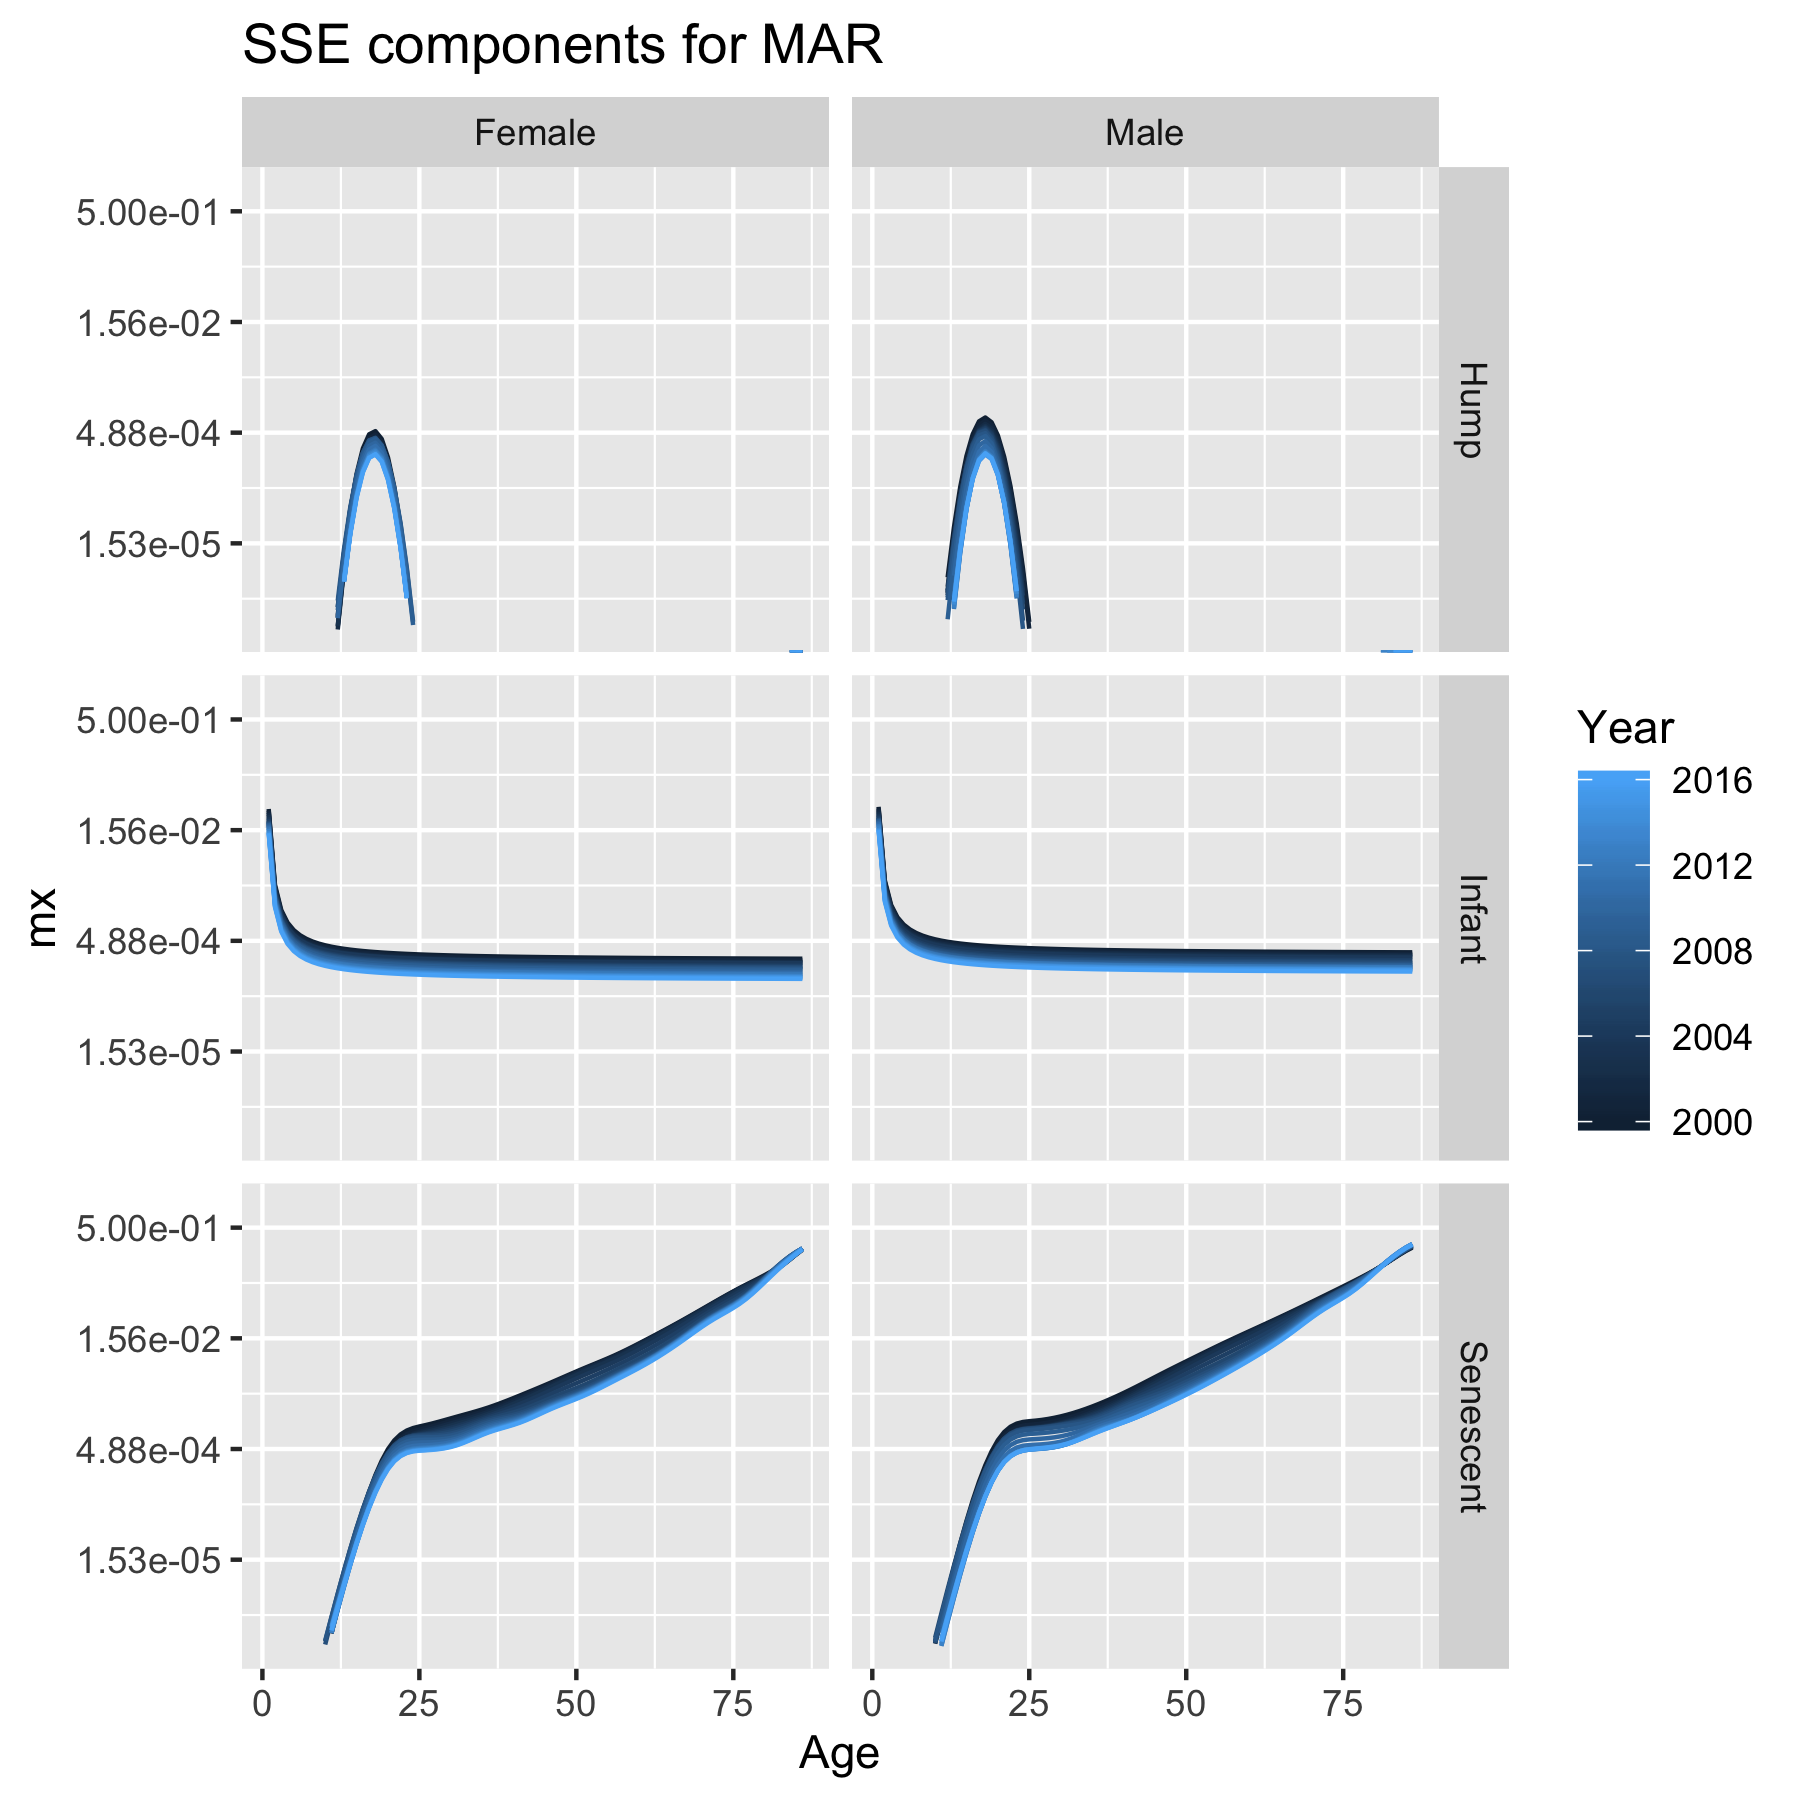 SSE components for MAR
Female
Male
5.00e-01
1.56e-02
4.88e-04
1.53e-05
Hump
5.00e-01
1.56e-02
4.88e-04
1.53e-05
Infant
5.00e-01
1.56e-02
4.88e-04
1.53e-05
Senescent
mx
0 25 50 75
0 25 50 75
Age
Year
2016
2012
2008
2004
2000